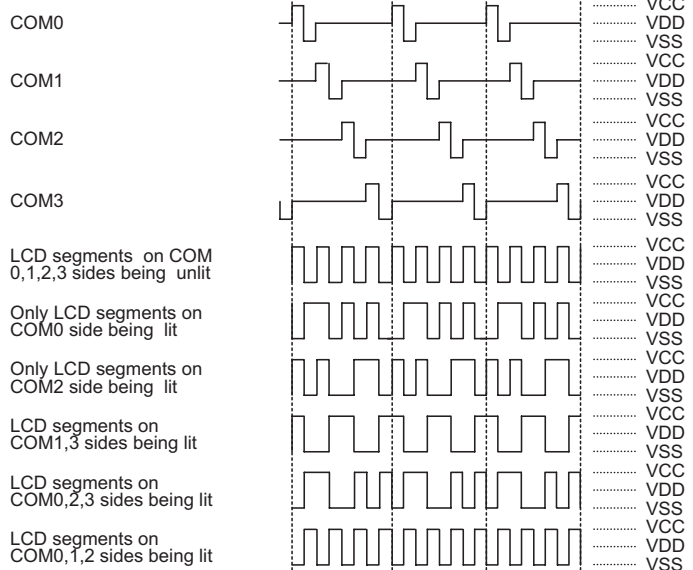 COM0
VCC
VDD
VSS
COM1
VCC
VDD
VSS
COM2
VCC
VDD
VSS
COM3
VCC
VDD
VSS
LCD segments on COM
0,1,2,3 sides being unlit
VCC
VDD
VSS
Only LCD segments on
COM0 side being lit
VCC
VDD
VSS
Only LCD segments on
COM2 side being lit
VCC
VDD
VSS
LCD segments on
COM1,3 sides being lit
VCC
VDD
VSS
LCD segments on
COM0,2,3 sides being lit
VCC
VDD
VSS
LCD segments on
COM0,1,2 sides being lit
VCC
VDD
VSS